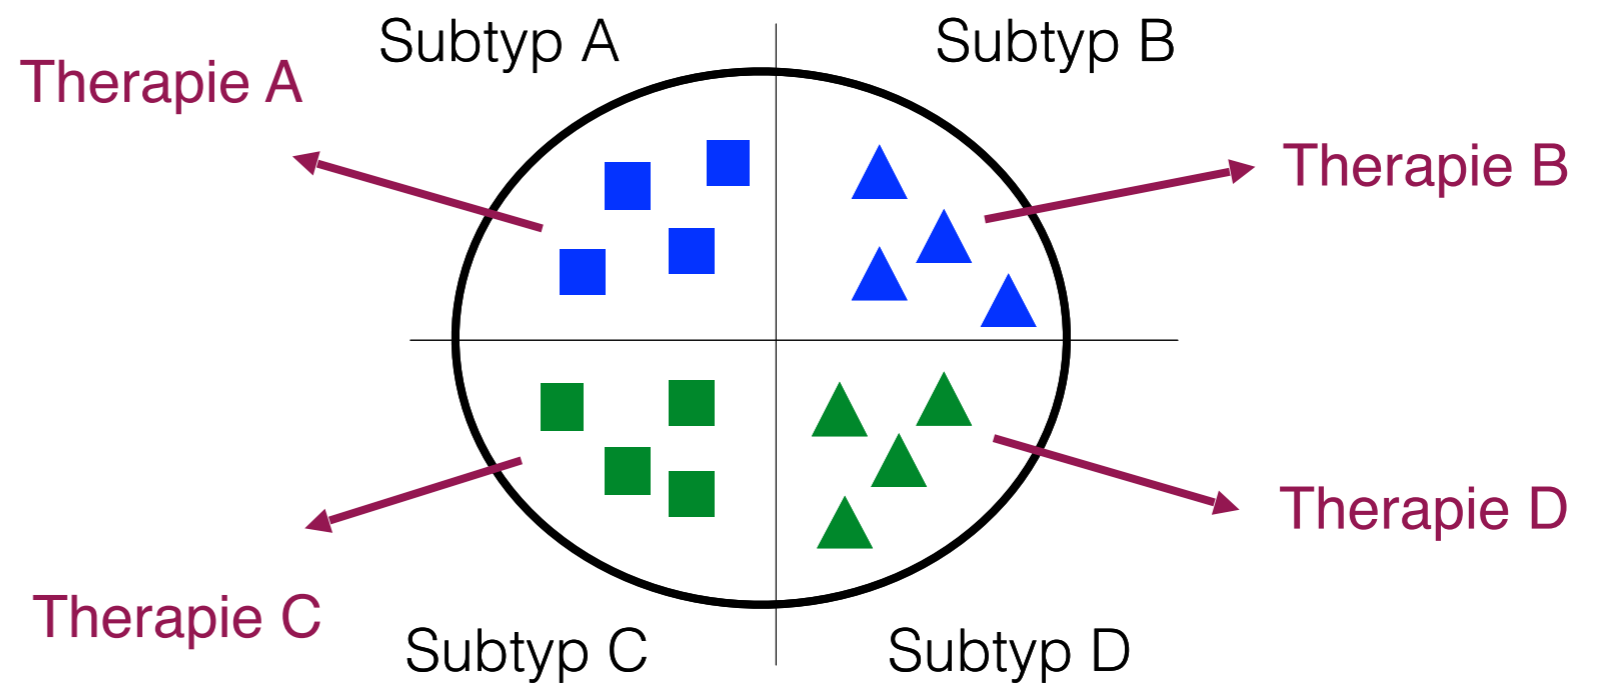 Subtyp A
Subtyp B
Therapie A
Therapie B
Therapie D
Therapie C
Subtyp C
Subtyp D